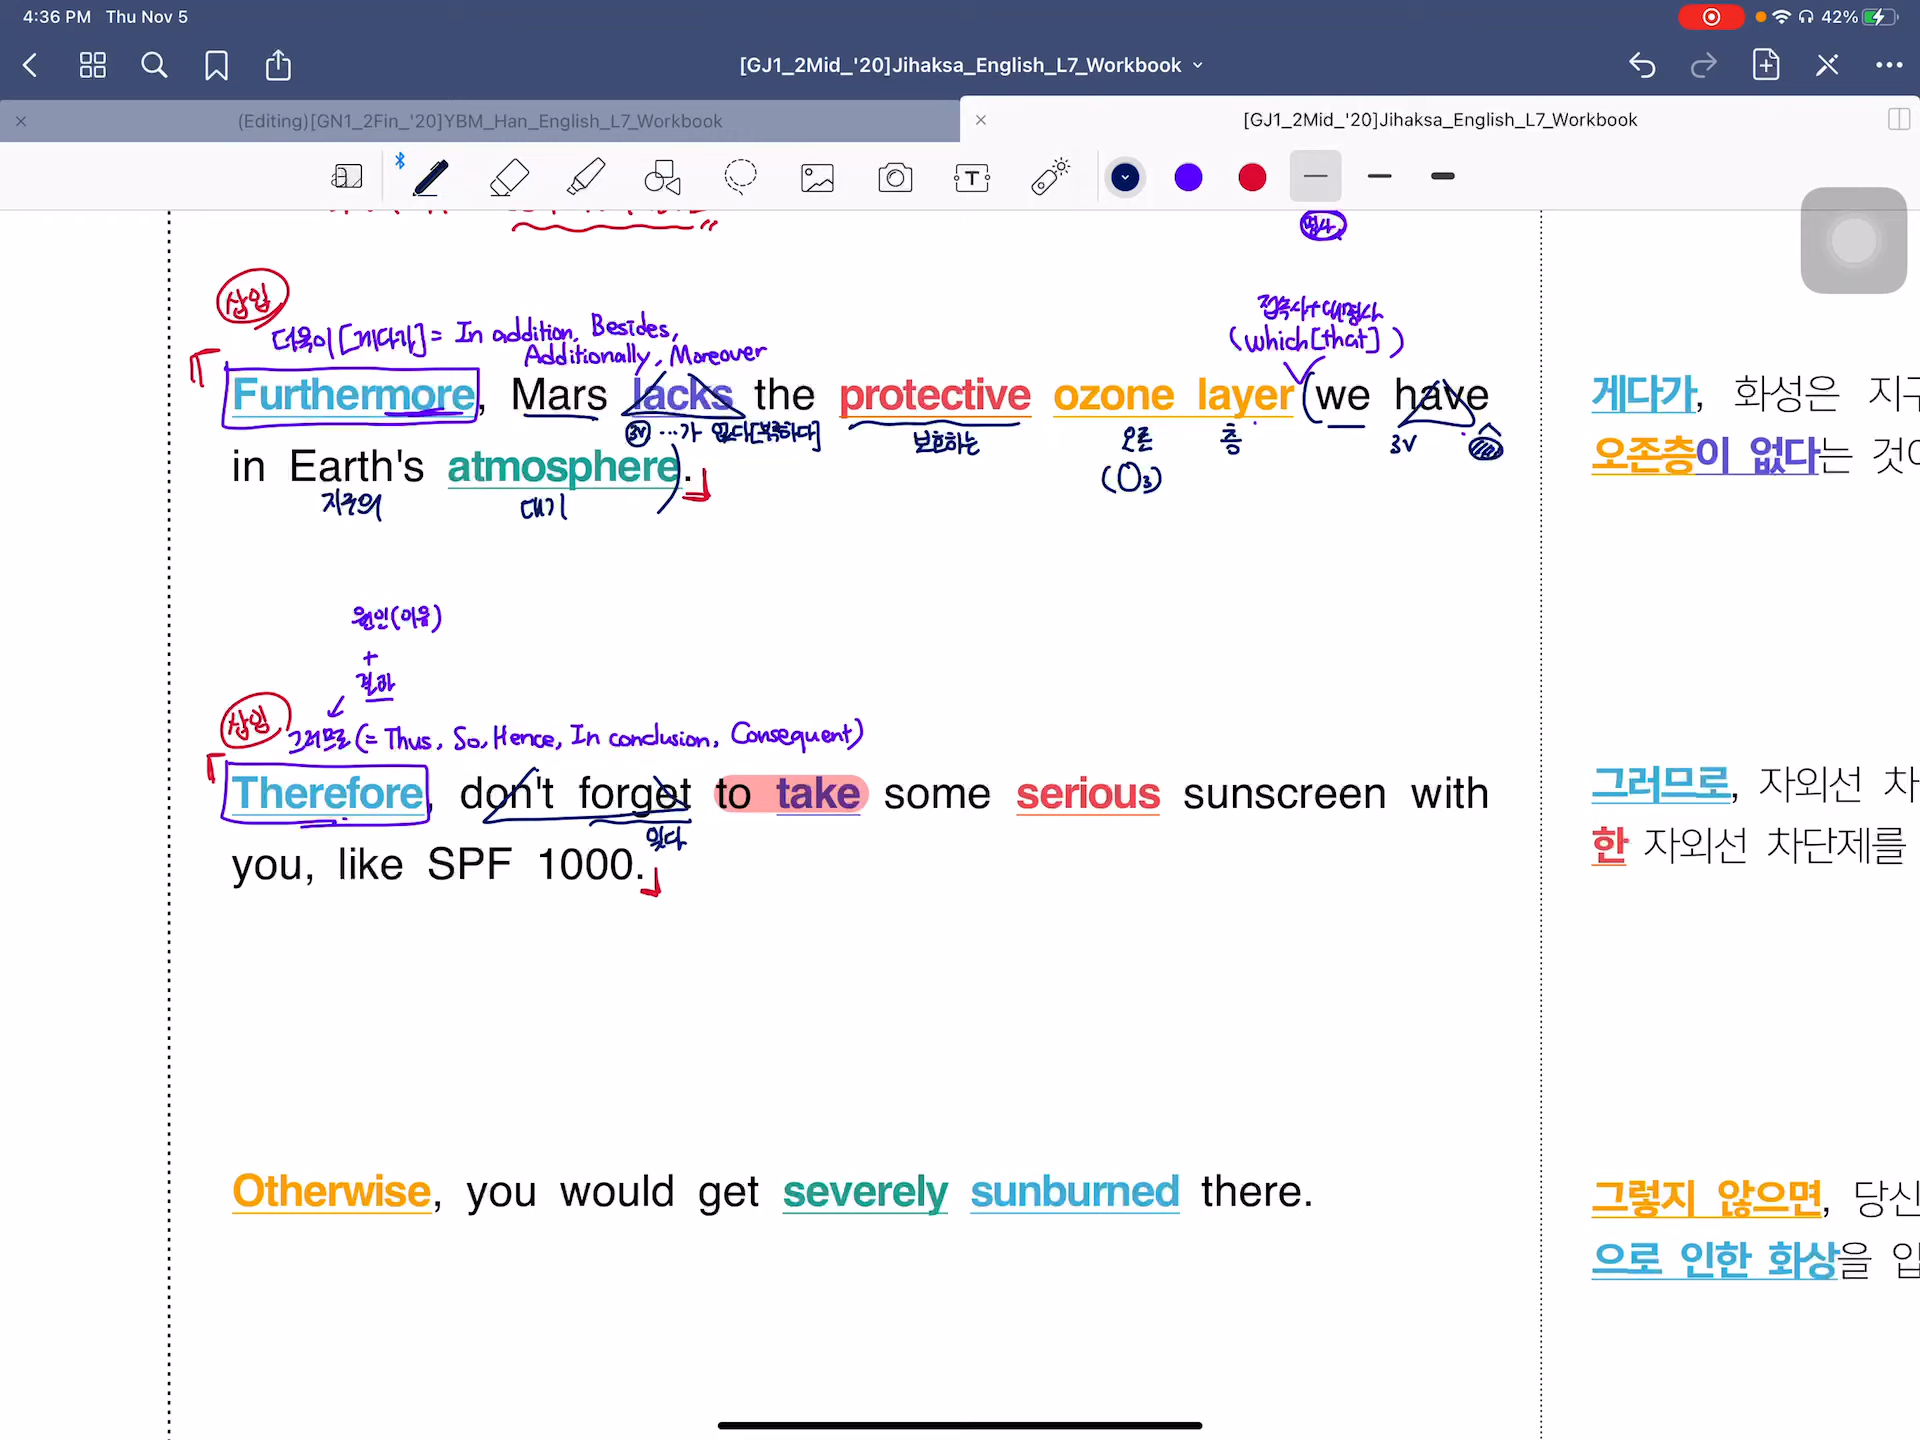 4:36 PM Thu Nov 5
42%
[GJ1_2Mid_'20]Jihaksa_English_L7_Workbook
(Editing)[GN1_2Fin_'20]YBM_Han_English_L7_Workbook
[GJ1_2Mid_'20]Jihaksa_English_L7_Workbook
명사
삽입
더욱이[게다가]= In addition, Besides,
Additionally, Moreover
접속사+대명사
(which[that])
Furthermore, Mars lacks the protective ozone layer (we have
3V …가 없다[부족하다] 보호하는 오존 층 3V
(O₃)
in Earth's atmosphere).
지구의 대기
게다가, 화성은 지구
오존층이 없다는 것이
원인(이유)
+
결과
삽입
그러므로(= Thus, So, Hence, In conclusion, Consequent)
Therefore, don't forget to take some serious sunscreen with
잊다
you, like SPF 1000.
그러므로, 자외선 차
한 자외선 차단제를
Otherwise, you would get severely sunburned there.
그렇지 않으면, 당신
으로 인한 화상을 입